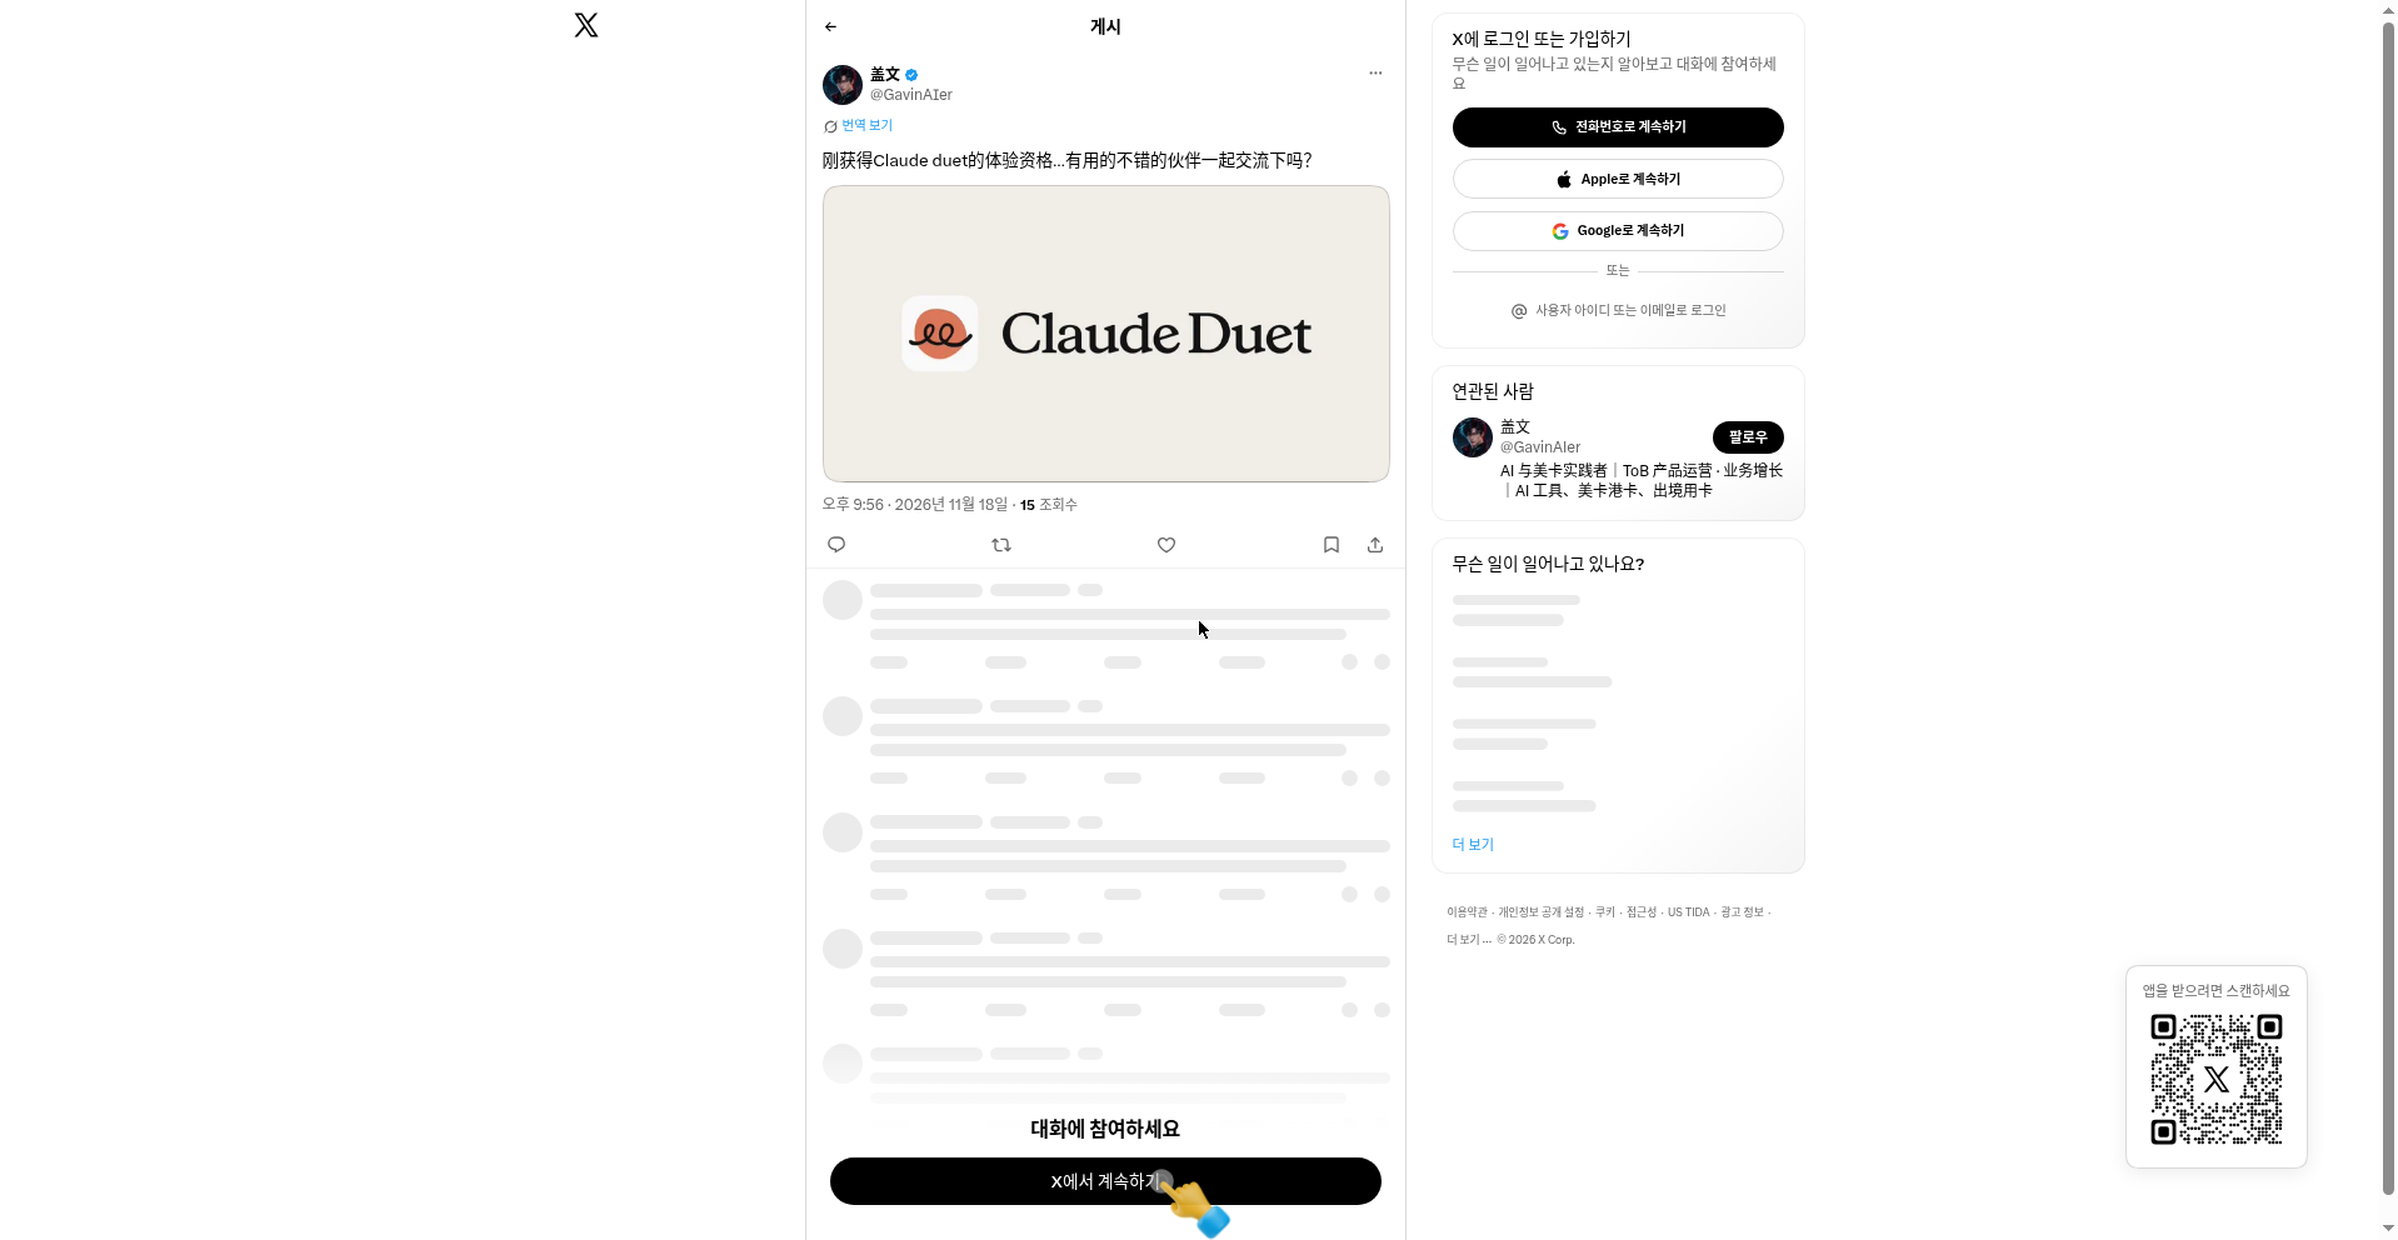 게시
盖文
@GavinAIer
번역 보기
刚获得Claude duet的体验资格...有用的不错的伙伴一起交流下吗?
Claude Duet
오후 9:56 · 2026년 11월 18일 · 15 조회수
대화에 참여하세요
X에서 계속하기
X에 로그인 또는 가입하기
무슨 일이 일어나고 있는지 알아보고 대화에 참여하세
요
전화번호로 계속하기
Apple로 계속하기
Google로 계속하기
또는
사용자 아이디 또는 이메일로 로그인
연관된 사람
盖文
@GavinAIer
팔로우
AI 与美卡实践者｜ToB 产品运营 · 业务增长
｜AI 工具、美卡港卡、出境用卡
무슨 일이 일어나고 있나요?
더 보기
이용약관 · 개인정보 공개 설정 · 쿠키 · 접근성 · US TIDA · 광고 정보 ·
더 보기 ... © 2026 X Corp.
앱을 받으려면 스캔하세요